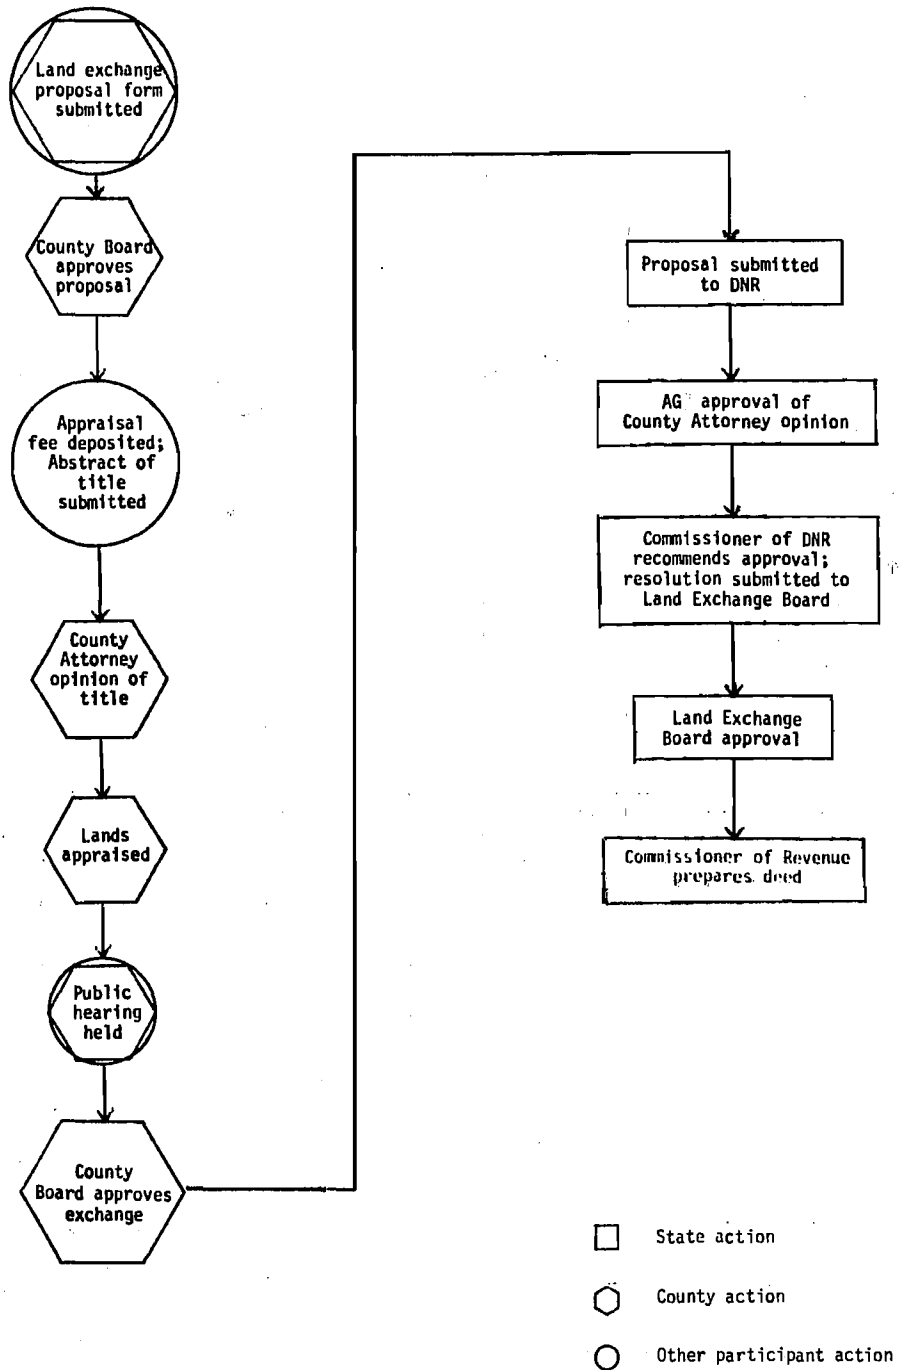 Land exchange
proposal form
submitted
County Board
approves
proposal
Appraisal
fee deposited;
Abstract of
title
submitted
County
Attorney
opinion of
title
Lands
appraised
Public
hearing
held
County
Board approves
exchange
Proposal submitted
to DNR
AG approval of
County Attorney opinion
Commissioner of DNR
recommends approval;
resolution submitted to
Land Exchange Board
Land Exchange
Board approval
Commissioner of Revenue
prepares deed
State action
County action
Other participant action